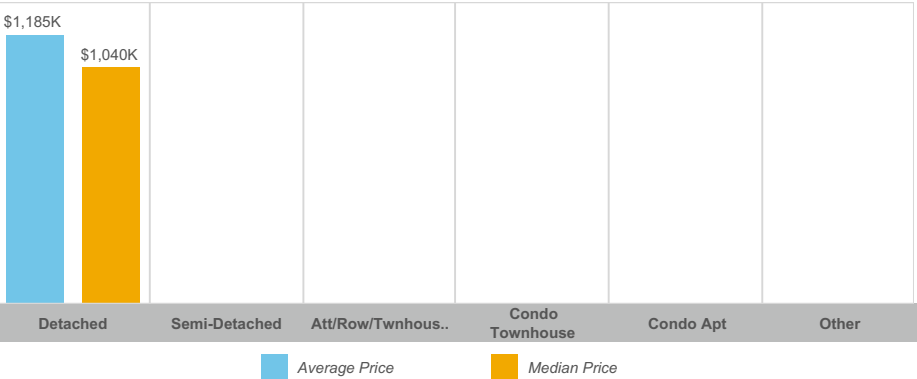 $1,185K
$1,040K
Detached
Semi-Detached
Att/Row/Twnhous..
Condo
Townhouse
Condo Apt
Other
Average Price
Median Price